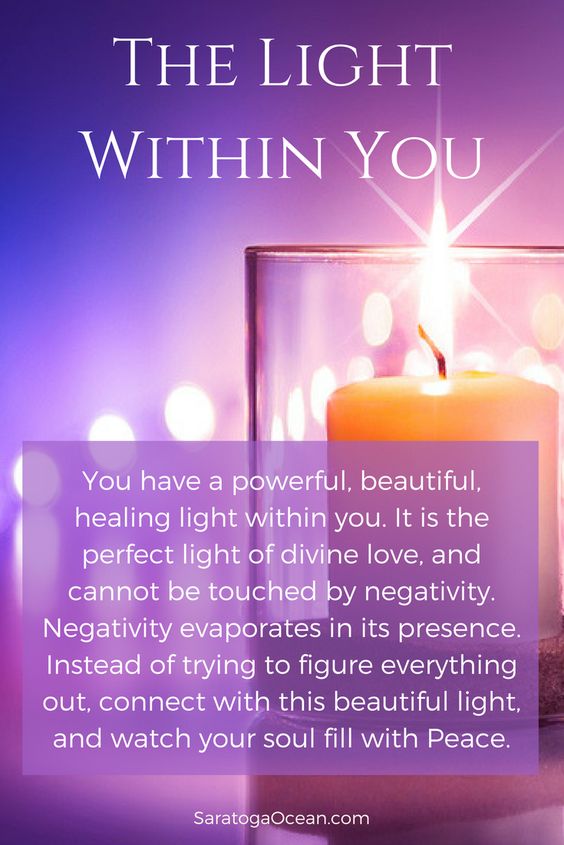 The Light
Within You
You have a powerful, beautiful,
healing light within you. It is the
perfect light of divine love, and
cannot be touched by negativity.
Negativity evaporates in its presence.
Instead of trying to figure everything
out, connect with this beautiful light,
and watch your soul fill with Peace.
SaratogaOcean.com